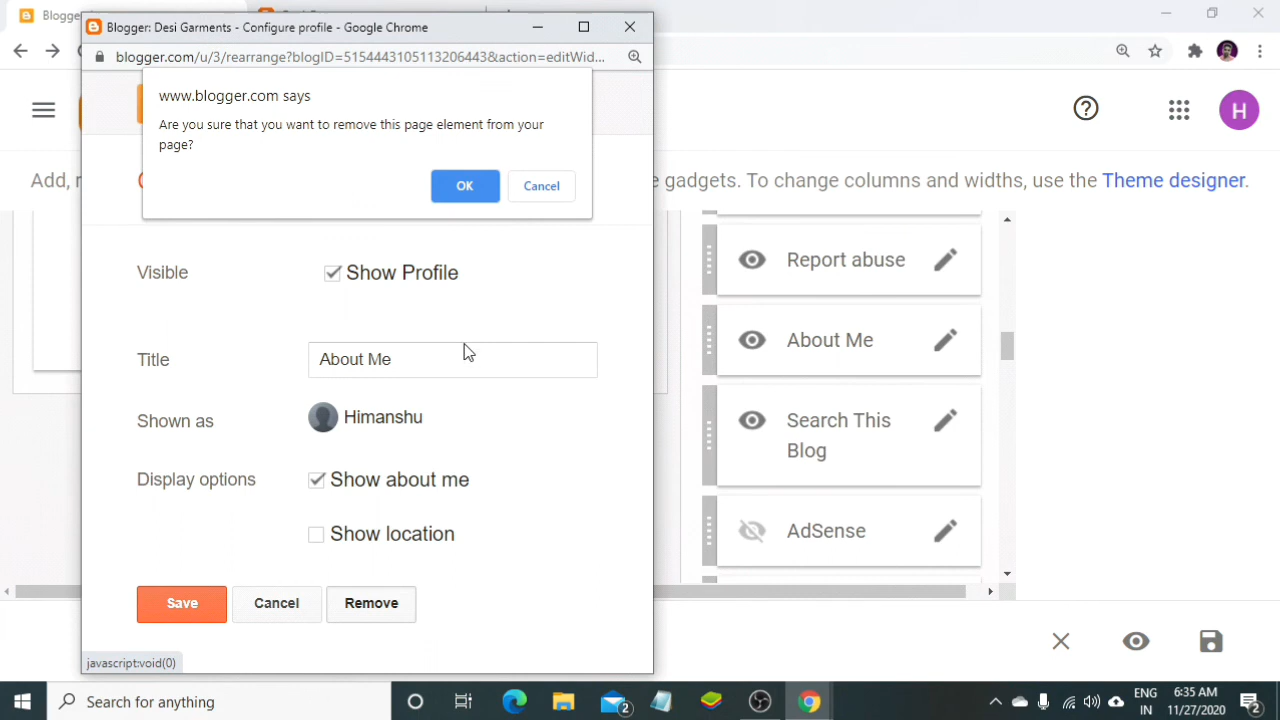 Blogge
Blogger: Desi Garments - Configure profile - Google Chrome
blogger.com/u/3/rearrange?blogID=5154443105113206443&action=editWid...
www.blogger.com says
Are you sure that you want to remove this page element from your
page?
OK
Cancel
H
Add, r
e gadgets. To change columns and widths, use the Theme designer.
Visible
Show Profile
Title
About Me
Shown as
Himanshu
Display options
Show about me
Show location
Save
Cancel
Remove
javascript:void(0)
Report abuse
About Me
Search This
Blog
AdSense
Search for anything
2
ENG
IN
6:35 AM
11/27/2020
2